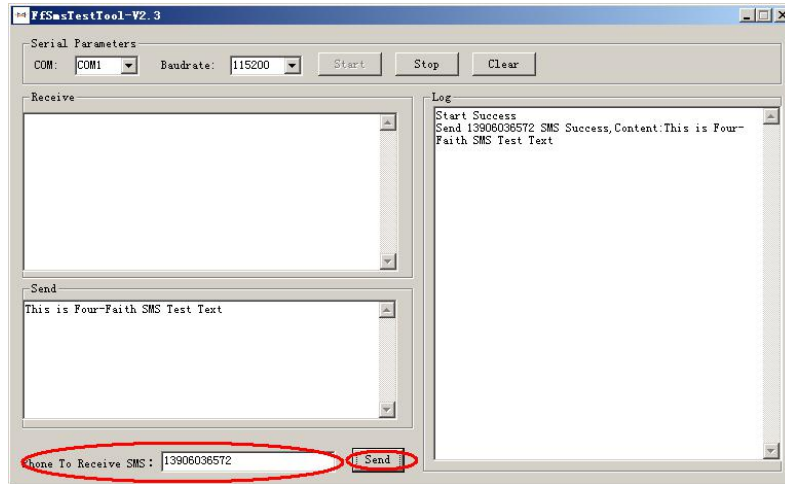 FfSmsTestTool-V2.3
Serial Parameters
COM: COM1 Baudrate: 115200 Start Stop Clear
Receive
Log
Start Success
Send 13906036572 SMS Success,Content:This is Four-
Faith SMS Test Text
Send
This is Four-Faith SMS Test Text
Phone To Receive SMS: 13906036572 Send